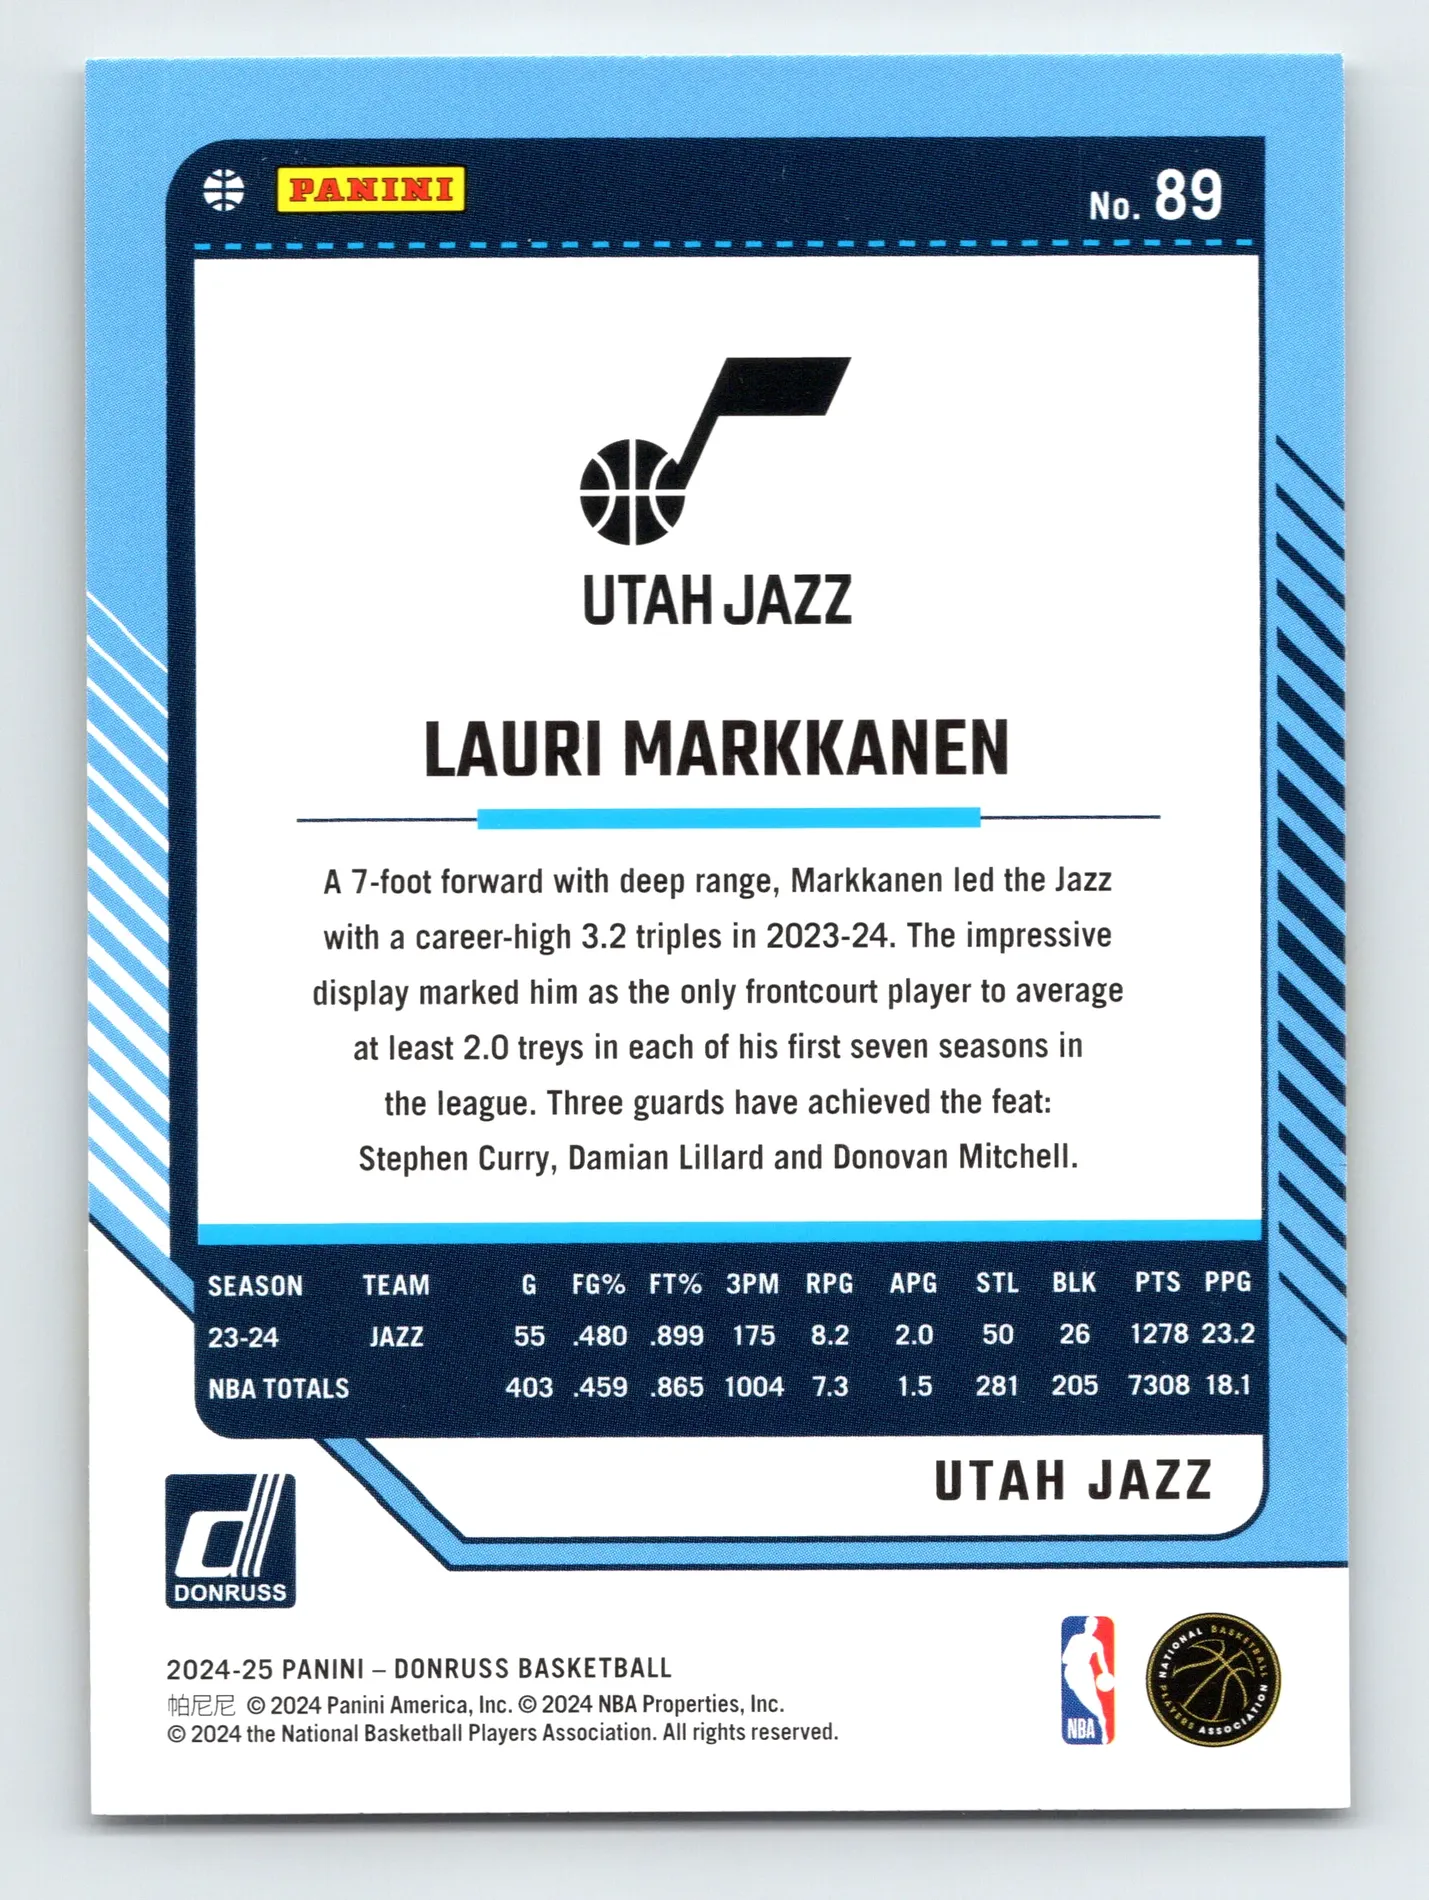 PANINI
No. 89
UTAH JAZZ
LAURI MARKKANEN
A 7-foot forward with deep range, Markkanen led the Jazz
with a career-high 3.2 triples in 2023-24. The impressive
display marked him as the only frontcourt player to average
at least 2.0 treys in each of his first seven seasons in
the league. Three guards have achieved the feat:
Stephen Curry, Damian Lillard and Donovan Mitchell.
SEASON TEAM G FG% FT% 3PM RPG APG STL BLK PTS PPG
23-24 JAZZ 55 .480 .899 175 8.2 2.0 50 26 1278 23.2
NBA TOTALS 403 .459 .865 1004 7.3 1.5 281 205 7308 18.1
UTAH JAZZ
d
DONRUSS
2024-25 PANINI – DONRUSS BASKETBALL
帕尼尼 © 2024 Panini America, Inc. © 2024 NBA Properties, Inc.
© 2024 the National Basketball Players Association. All rights reserved.
NBA
NATIONAL BASKETBALL
PLAYERS ASSOCIATION